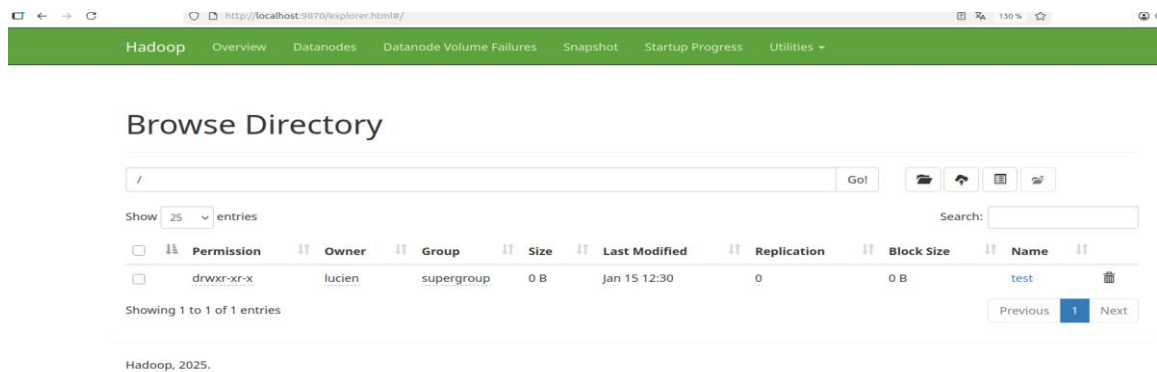 http://localhost:9870/explorer.html#/ 130 %
Hadoop Overview Datanodes Datanode Volume Failures Snapshot Startup Progress Utilities
Browse Directory
/ Go!
Show 25 entries Search:
Permission Owner Group Size Last Modified Replication Block Size Name
drwxr-xr-x lucien supergroup 0 B Jan 15 12:30 0 0 B test
Showing 1 to 1 of 1 entries Previous 1 Next
Hadoop, 2025.